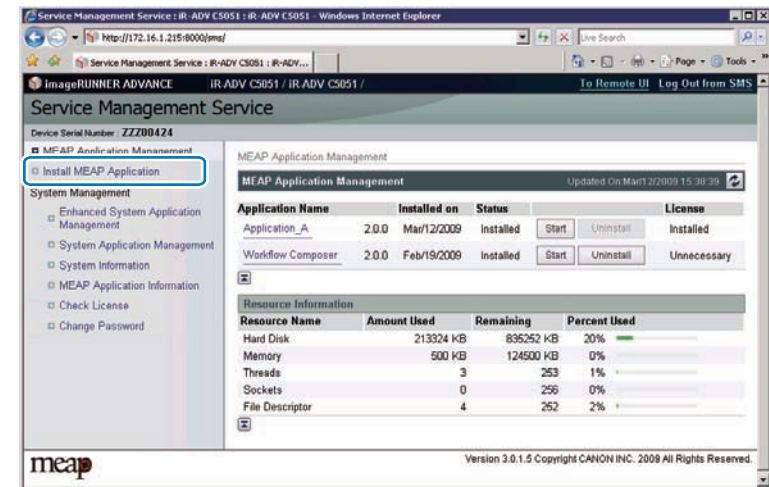 Service Management Service : iR-ADV C5051 : iR-ADV C5051 - Windows Internet Explorer
http://172.16.1.215:8000/sms/
Live Search
Service Management Service : iR-ADV C5051 : iR-ADV...
Page Tools
imageRUNNER ADVANCE iR-ADV C5051 / iR-ADV C5051 /
To Remote UI Log Out from SMS
Service Management Service
Device Serial Number : ZZZ00424
MEAP Application Management
Install MEAP Application
System Management
Enhanced System Application
Management
System Application Management
System Information
MEAP Application Information
Check License
Change Password
MEAP Application Management
MEAP Application Management
Updated On:Mar/12/2009 15:38:39
Application Name Installed on Status License
Application_A 2.0.0 Mar/12/2009 Installed Start Uninstall Installed
Workflow Composer 2.0.0 Feb/19/2009 Installed Start Uninstall Unnecessary
Resource Information
Resource Name Amount Used Remaining Percent Used
Hard Disk 213324 KB 835252 KB 20%
Memory 500 KB 124500 KB 0%
Threads 3 253 1%
Sockets 0 256 0%
File Descriptor 4 252 2%
meap
Version 3.0.1.5 Copyright CANON INC. 2009 All Rights Reserved.